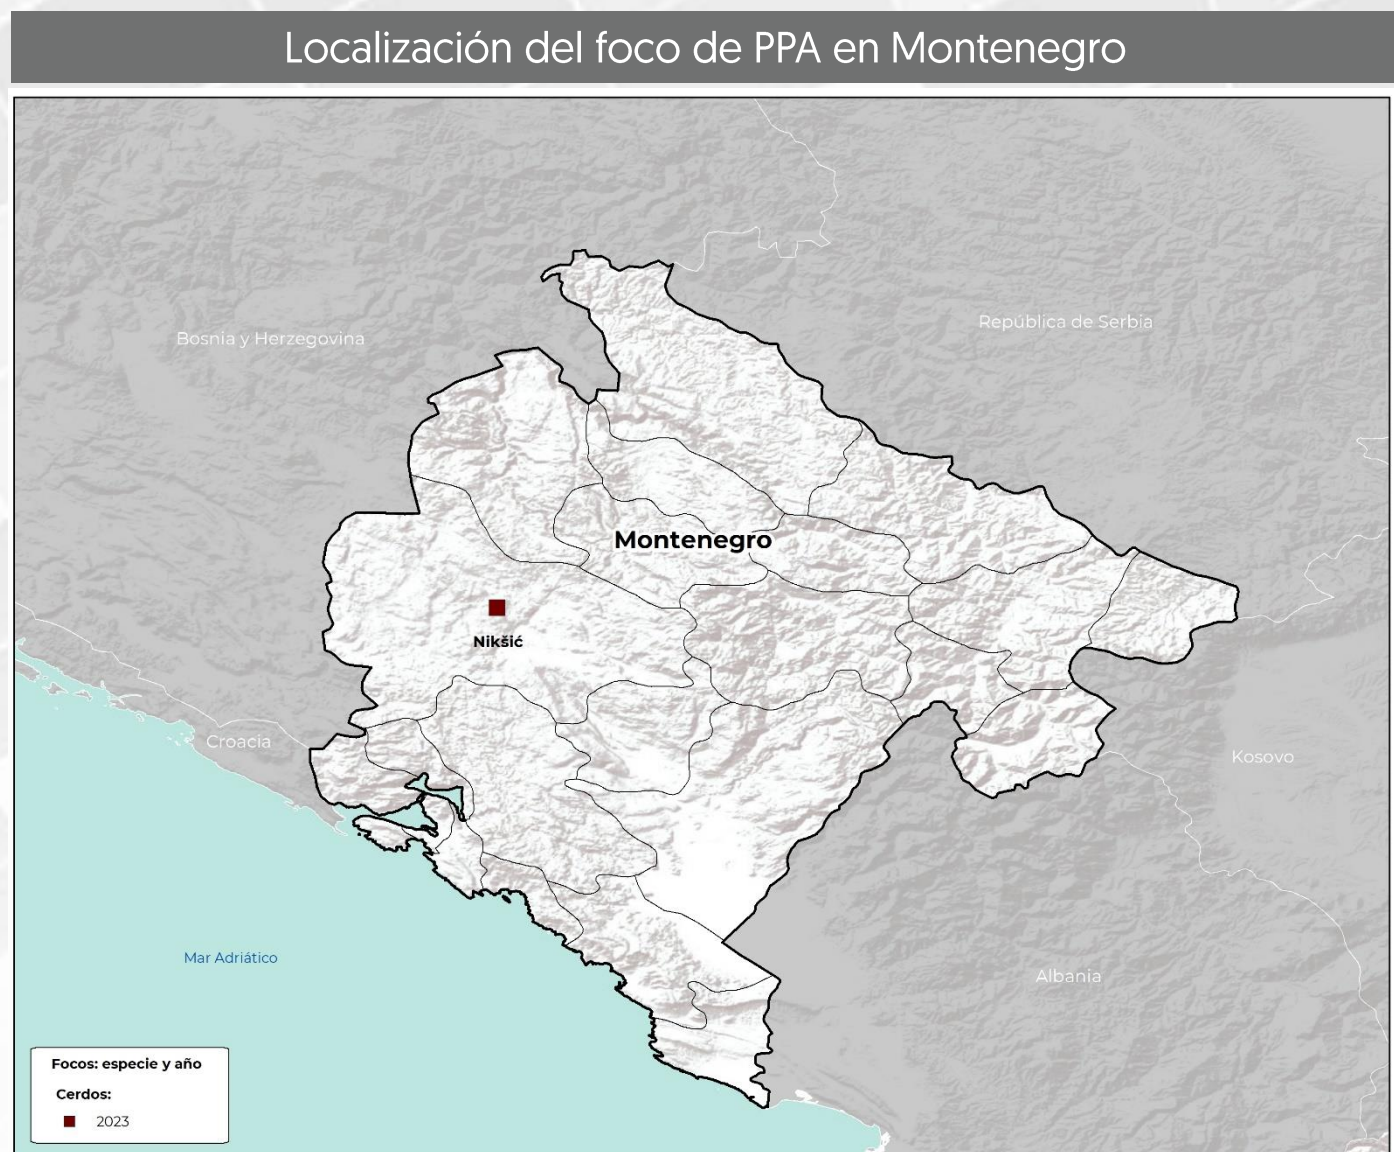 Localización del foco de PPA en Montenegro
Bosnia y Herzegovina
República de Serbia
Montenegro
Nikšić
Croacia
Kosovo
Mar Adriático
Albania
Focos: especie y año
Cerdos:
2023